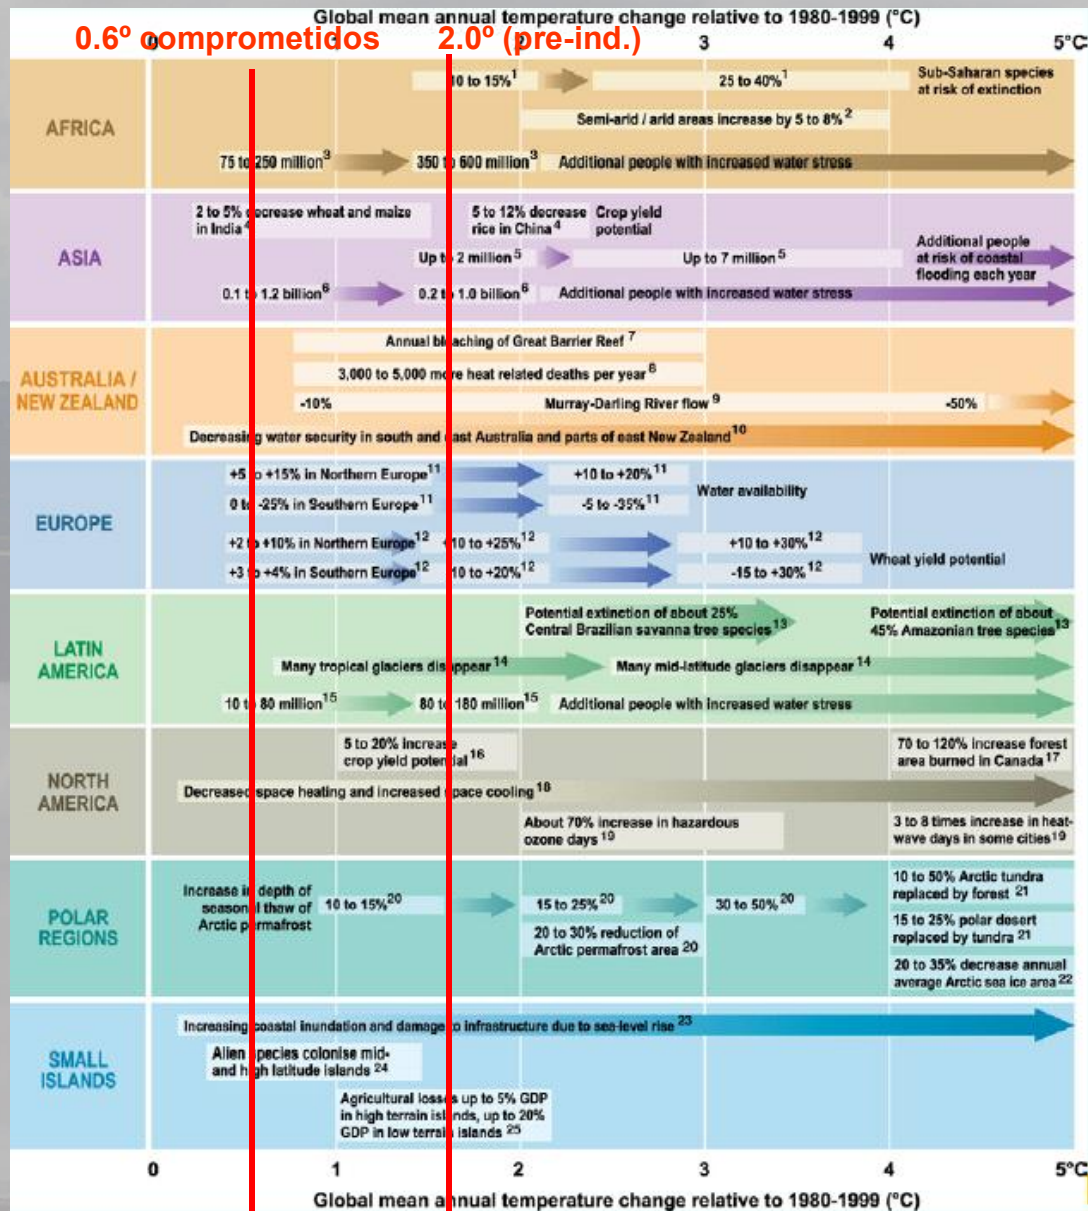 Global mean annual temperature change relative to 1980-1999 (°C)
0.6º comprometidos 2.0º (pre-ind.)
0 2 3 4 5°C
AFRICA
10 to 15%1 25 to 40%1 Sub-Saharan species
at risk of extinction
Semi-arid / arid areas increase by 5 to 8%2
75 to 250 million3 350 to 600 million3 Additional people with increased water stress
ASIA
2 to 5% decrease wheat and maize
in India4
5 to 12% decrease
rice in China4
Crop yield
potential
Up to 2 million5 Up to 7 million5
Additional people
at risk of coastal
flooding each year
0.1 to 1.2 billion6 0.2 to 1.0 billion6 Additional people with increased water stress
AUSTRALIA /
NEW ZEALAND
Annual bleaching of Great Barrier Reef7
3,000 to 5,000 more heat related deaths per year8
-10% Murray-Darling River flow9 -50%
Decreasing water security in south and east Australia and parts of east New Zealand10
EUROPE
+5 to +15% in Northern Europe11 +10 to +20%11
0 to -25% in Southern Europe11 -5 to -35%11
Water availability
+2 to +10% in Northern Europe12 +10 to +25%12 +10 to +30%12
+3 to +4% in Southern Europe12 10 to +20%12 -15 to +30%12
Wheat yield potential
LATIN
AMERICA
Potential extinction of about 25%
Central Brazilian savanna tree species13
Potential extinction of about
45% Amazonian tree species13
Many tropical glaciers disappear14 Many mid-latitude glaciers disappear14
10 to 80 million15 80 to 180 million15 Additional people with increased water stress
NORTH
AMERICA
5 to 20% increase
crop yield potential16
70 to 120% increase forest
area burned in Canada17
Decreased space heating and increased space cooling18
About 70% increase in hazardous
ozone days19
3 to 8 times increase in heat-
wave days in some cities19
POLAR
REGIONS
Increase in depth of
seasonal thaw of
Arctic permafrost
10 to 15%20 15 to 25%20 30 to 50%20
20 to 30% reduction of
Arctic permafrost area20
10 to 50% Arctic tundra
replaced by forest21
15 to 25% polar desert
replaced by tundra21
20 to 35% decrease annual
average Arctic sea ice area22
SMALL
ISLANDS
Increasing coastal inundation and damage to infrastructure due to sea-level rise23
Alien species colonise mid-
and high latitude islands24
Agricultural losses up to 5% GDP
in high terrain islands, up to 20%
GDP in low terrain islands25
0 1 2 3 4 5°C
Global mean annual temperature change relative to 1980-1999 (°C)